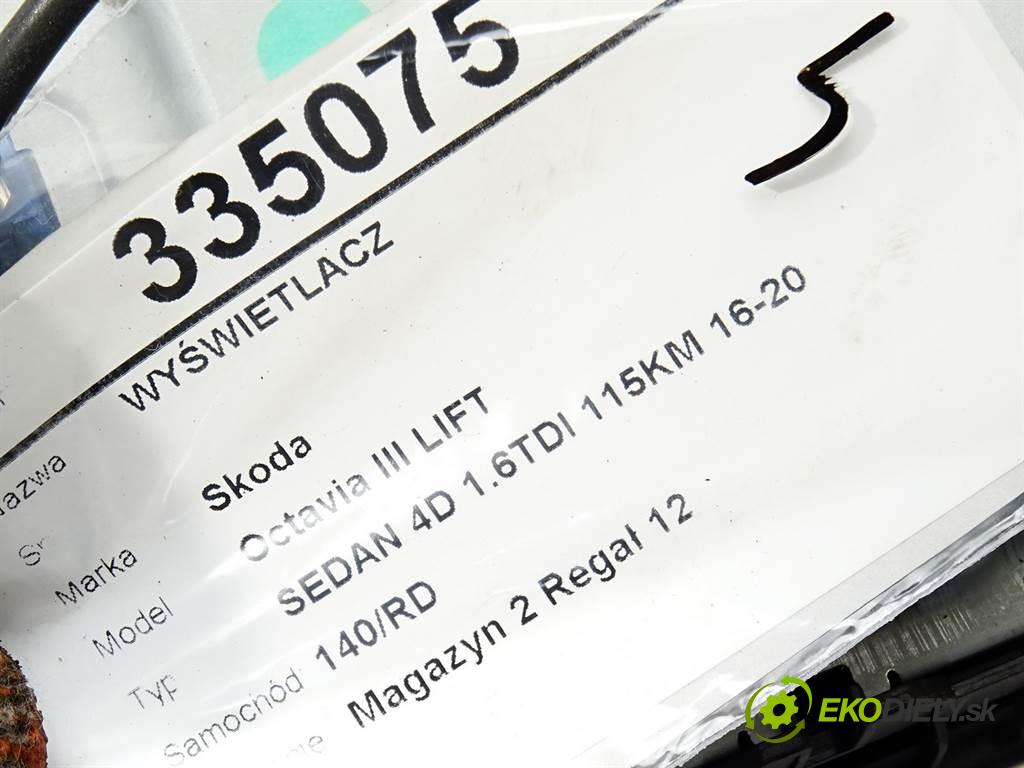 335075
5
WYŚWIETLACZ
Skoda
Marka
Octavia III LIFT
Model
SEDAN 4D 1.6TDI 115KM 16-20
Typ
Samochód 140/RD
Magazyn 2 Regał 12
EKODIELY.sk